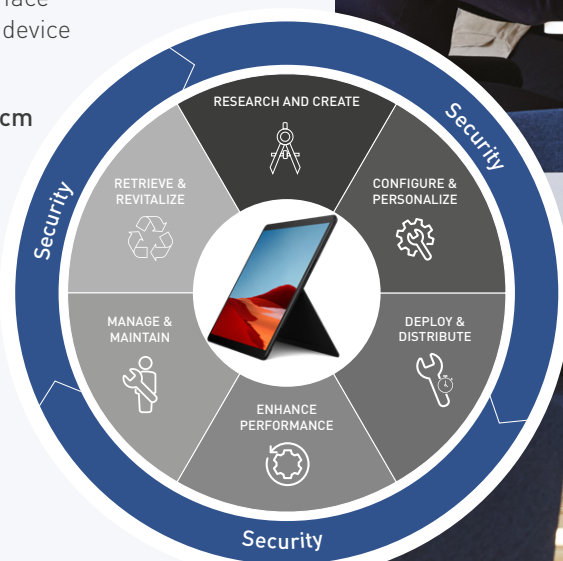 device
cm
RESEARCH AND CREATE
CONFIGURE &
PERSONALIZE
DEPLOY &
DISTRIBUTE
ENHANCE
PERFORMANCE
MANAGE &
MAINTAIN
RETRIEVE &
REVITALIZE
Security
Security
Security